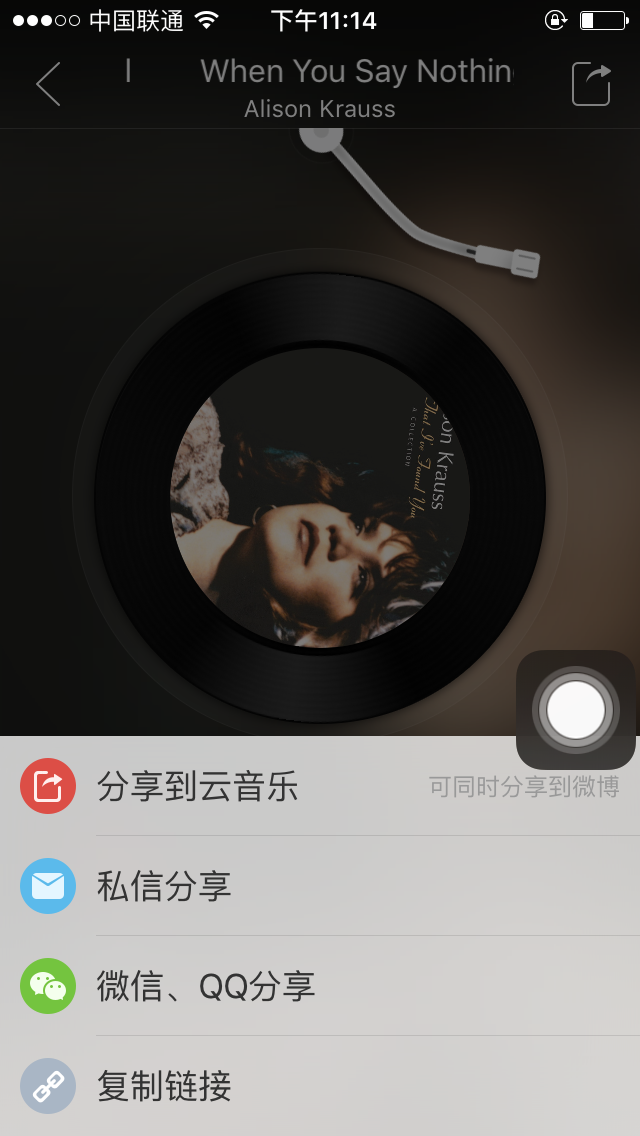 中国联通 下午11:14
l When You Say Nothin
Alison Krauss
on Krauss
That I've Found You
A COLLECTION
分享到云音乐 可同时分享到微博
私信分享
微信、QQ分享
复制链接